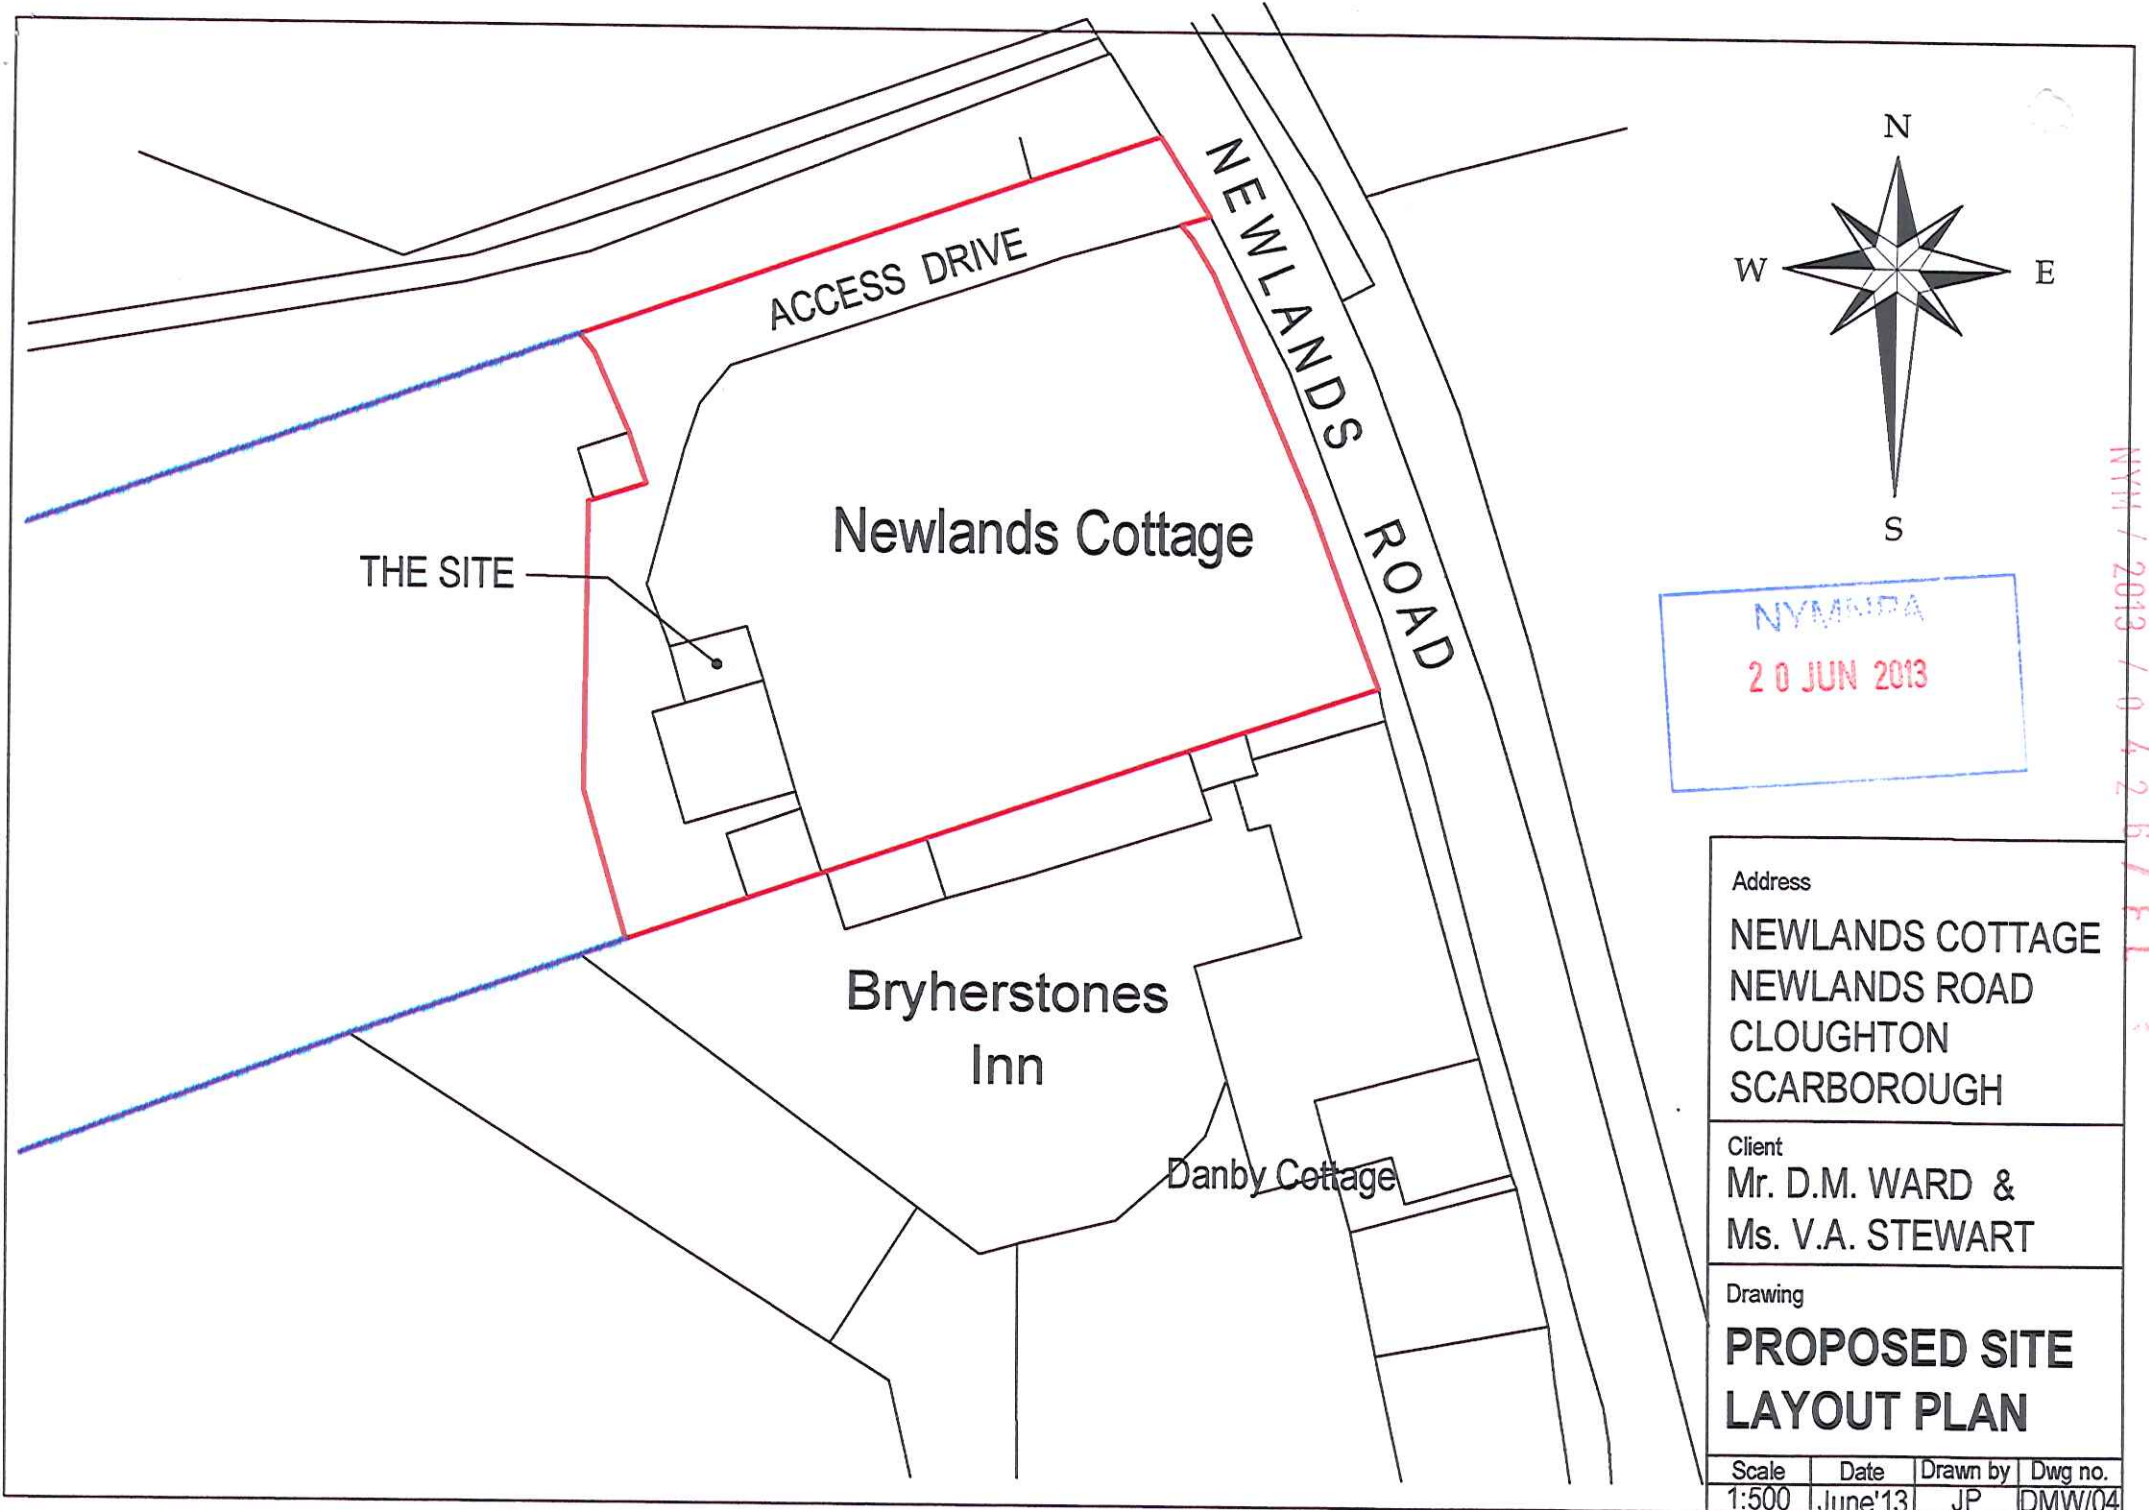 N
W E
S
NEWLANDS ROAD
ACCESS DRIVE
Newlands Cottage
THE SITE
NYMNPA
20 JUN 2013
Bryherstones
Inn
Danby Cottage
Address
NEWLANDS COTTAGE
NEWLANDS ROAD
CLOUGHTON
SCARBOROUGH
Client
Mr. D.M. WARD &
Ms. V.A. STEWART
Drawing
PROPOSED SITE
LAYOUT PLAN
Scale Date Drawn by Dwg no.
1:500 June'13 JP DMW/04